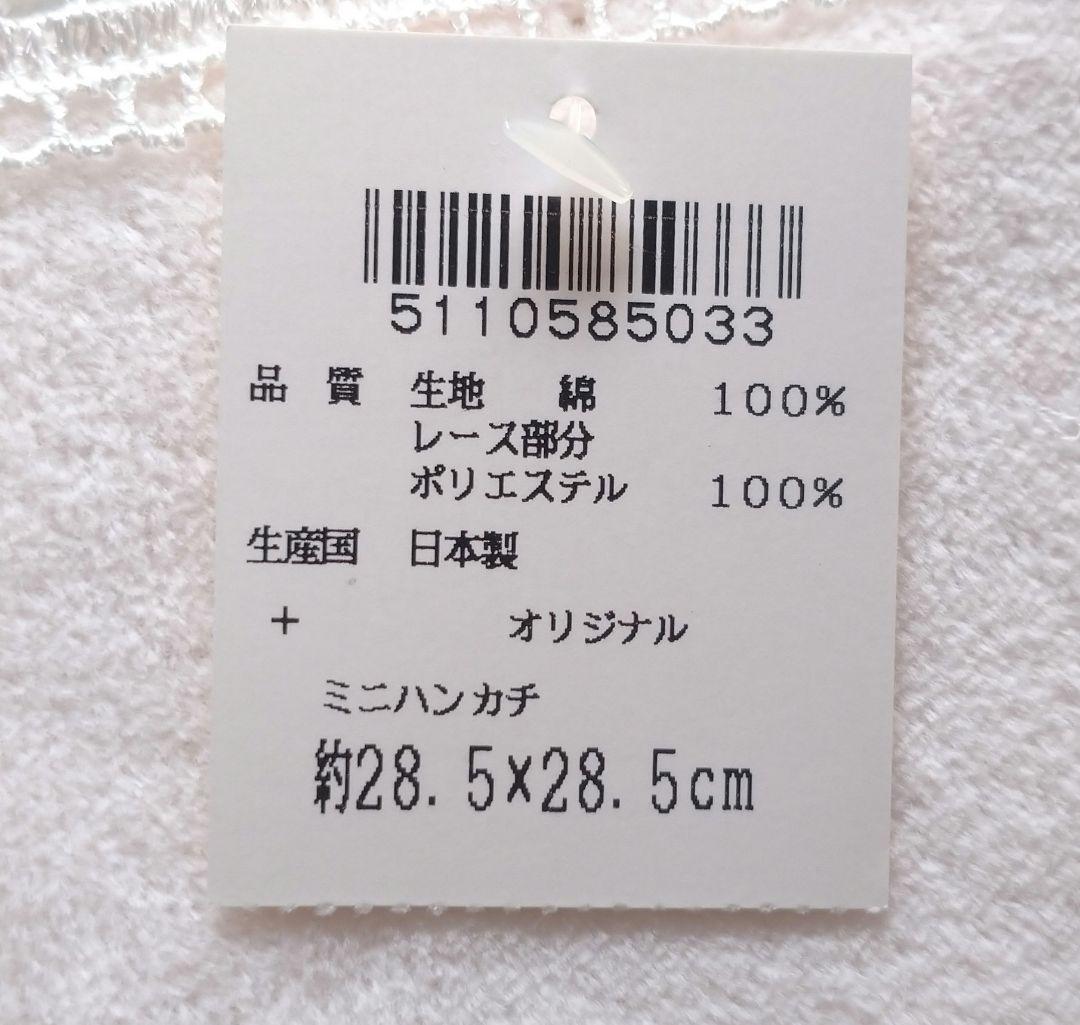 5110585033
品 質 生地 綿 100%
レース部分
ポリエステル 100%
生産国 日本製
+ オリジナル
ミニハンカチ
約28.5×28.5cm